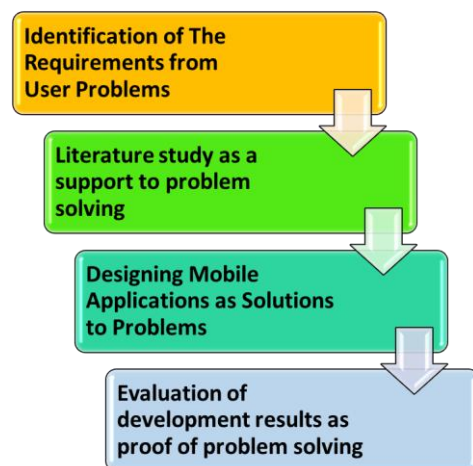 Identification of The
Requirements from
User Problems
Literature study as a
support to problem
solving
Designing Mobile
Applications as Solutions
to Problems
Evaluation of
development results as
proof of problem solving